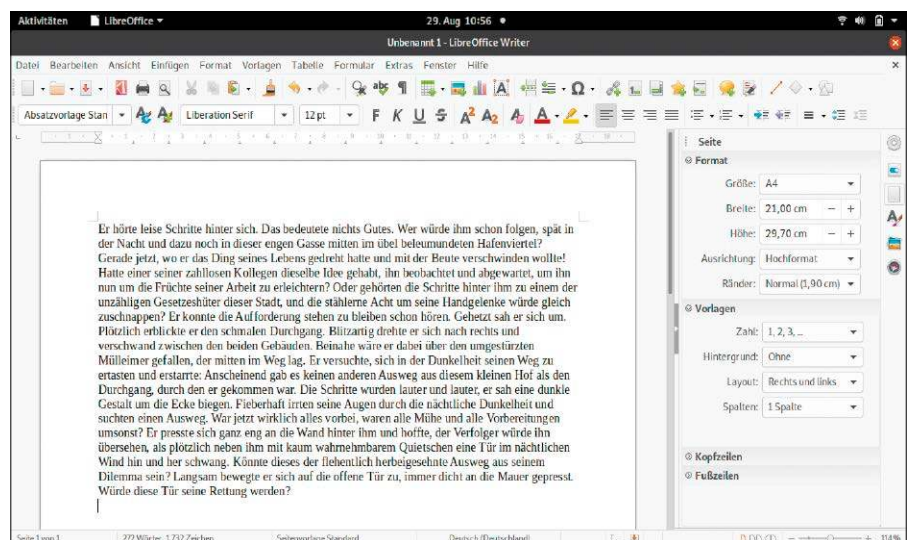 Aktivitäten LibreOffice 29. Aug 10:56
Unbenannt 1 - LibreOffice Writer
Datei Bearbeiten Ansicht Einfügen Format Vorlagen Tabelle Formular Extras Fenster Hilfe
Absatzvorlage Stan Liberation Serif 12 pt F K U S
Seite
Format
Größe: A4
Breite: 21,00 cm
Höhe: 29,70 cm
Ausrichtung: Hochformat
Ränder: Normal (1,90 cm)
Vorlagen
Zahl: 1, 2, 3, ...
Hintergrund: Ohne
Layout: Rechts und links
Spalten: 1 Spalte
Kopfzeilen
Fußzeilen
Er hörte leise Schritte hinter sich. Das bedeutete nichts Gutes. Wer würde ihm schon folgen, spät in
der Nacht und dazu noch in dieser engen Gasse mitten im übel beleumundeten Hafenviertel?
Gerade jetzt, wo er das Ding seines Lebens gedreht hatte und mit der Beute verschwinden wollte!
Hatte einer seiner zahllosen Kollegen dieselbe Idee gehabt, ihn beobachtet und abgewartet, um ihn
nun um die Früchte seiner Arbeit zu erleichtern? Oder gehörten die Schritte hinter ihm zu einem der
unzähligen Gesetzeshüter dieser Stadt, und die stählerne Acht um seine Handgelenke würde gleich
zuschnappen? Er konnte die Aufforderung stehen zu bleiben schon hören. Gehetzt sah er sich um.
Plötzlich erblickte er den schmalen Durchgang. Blitzartig drehte er sich nach rechts und
verschwand zwischen den beiden Gebäuden. Beinahe wäre er dabei über den umgestürzten
Mülleimer gefallen, der mitten im Weg lag. Er versuchte, sich in der Dunkelheit seinen Weg zu
ertasten und erstarrte: Anscheinend gab es keinen anderen Ausweg aus diesem kleinen Hof als den
Durchgang, durch den er gekommen war. Die Schritte wurden lauter und lauter, er sah eine dunkle
Gestalt um die Ecke biegen. Fieberhaft irrten seine Augen durch die nächtliche Dunkelheit und
suchten einen Ausweg. War jetzt wirklich alles vorbei, waren alle Mühe und alle Vorbereitungen
umsonst? Er presste sich ganz eng an die Wand hinter ihm und hoffte, der Verfolger würde ihn
übersehen, als plötzlich neben ihm mit kaum wahrnehmbarem Quietschen eine Tür im nächtlichen
Wind hin und her schwang. Könnte dieses der flehentlich herbeigesehnte Ausweg aus seinem
Dilemma sein? Langsam bewegte er sich auf die offene Tür zu, immer dicht an die Mauer gepresst.
Würde diese Tür seine Rettung werden?
Seite 1 von 1 272 Wörter, 1.732 Zeichen Seitenvorlage Standard Deutsch (Deutschland) 114%